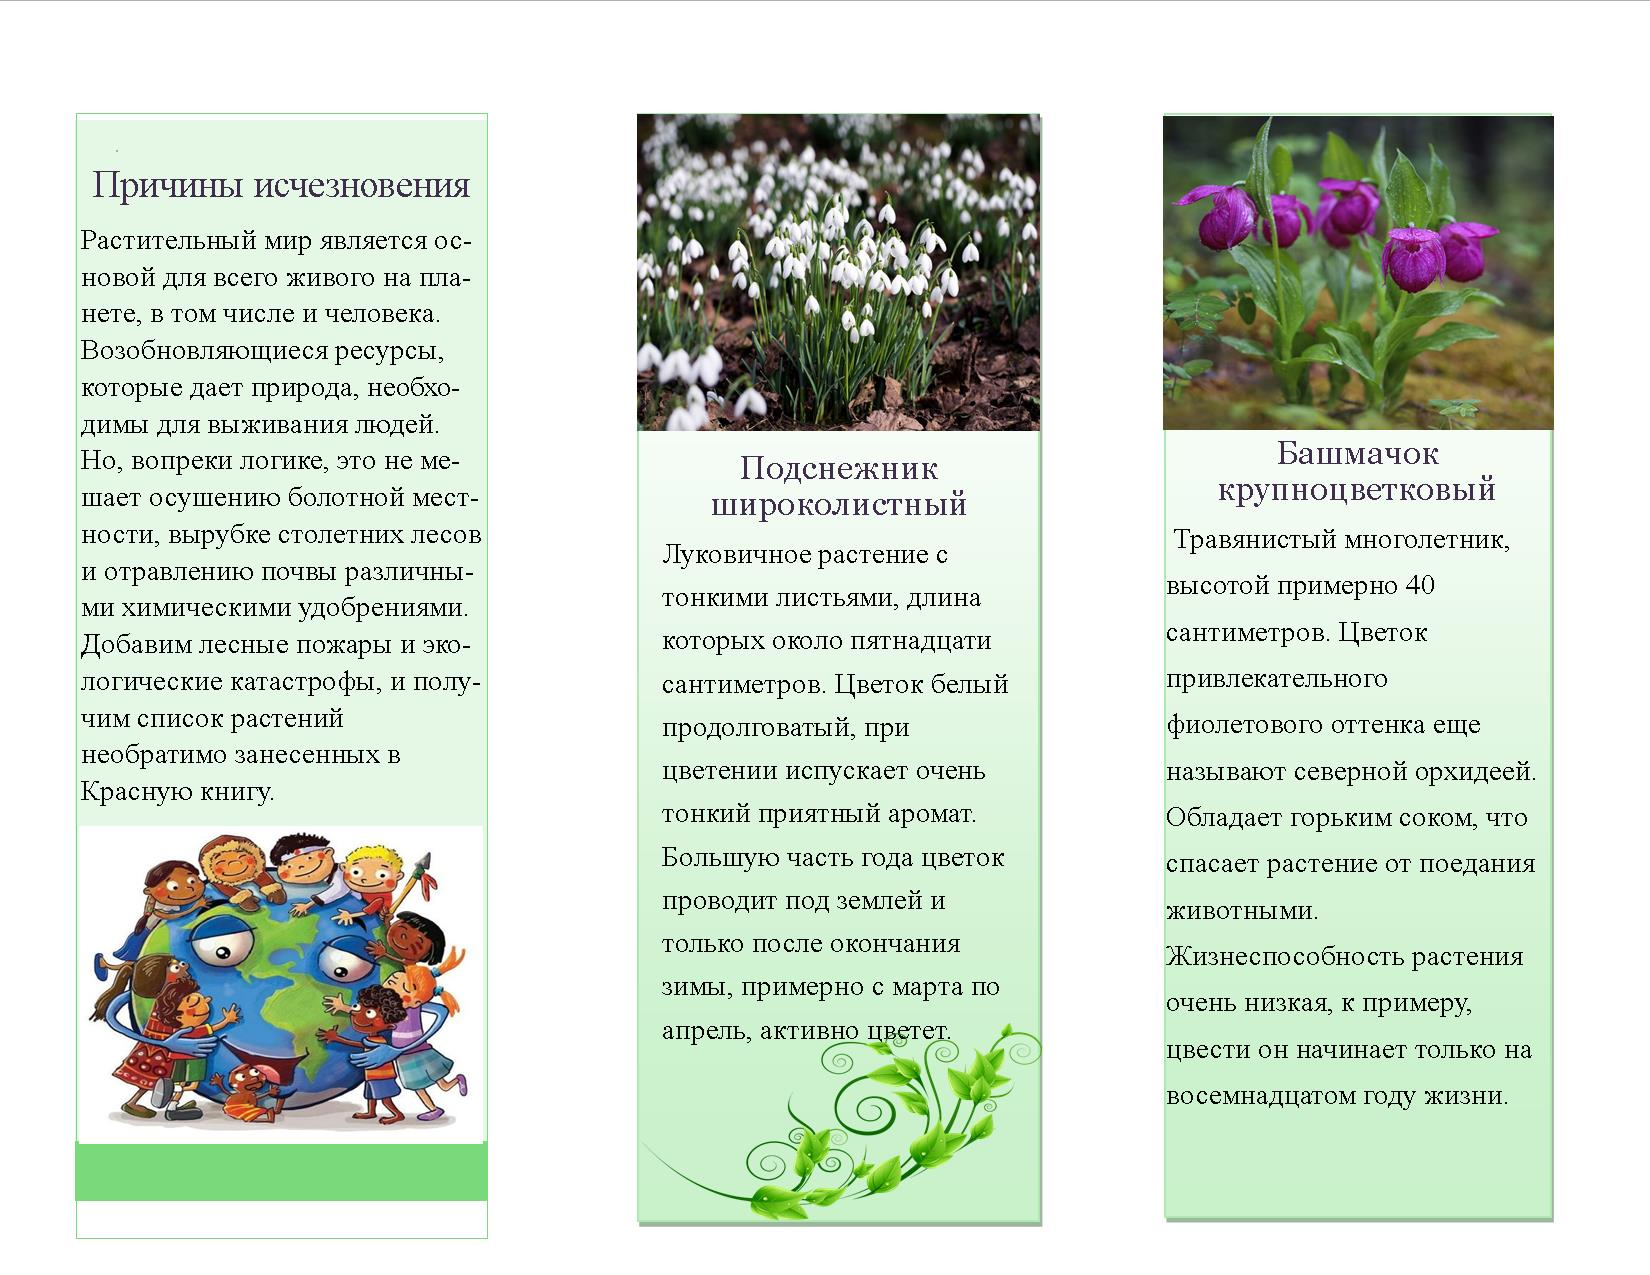 Причины исчезновения
Растительный мир является ос-
новой для всего живого на пла-
нете, в том числе и человека.
Возобновляющиеся ресурсы,
которые дает природа, необхо-
димы для выживания людей.
Но, вопреки логике, это не ме-
шает осушению болотной мест-
ности, вырубке столетних лесов
и отравлению почвы различны-
ми химическими удобрениями.
Добавим лесные пожары и эко-
логические катастрофы, и полу-
чим список растений
необратимо занесенных в
Красную книгу.
Подснежник
широколистный
Луковичное растение с
тонкими листьями, длина
которых около пятнадцати
сантиметров. Цветок белый
продолговатый, при
цветении испускает очень
тонкий приятный аромат.
Большую часть года цветок
проводит под землей и
только после окончания
зимы, примерно с марта по
апрель, активно цветет.
Башмачок
крупноцветковый
Травянистый многолетник,
высотой примерно 40
сантиметров. Цветок
привлекательного
фиолетового оттенка еще
называют северной орхидеей.
Обладает горьким соком, что
спасает растение от поедания
животными.
Жизнеспособность растения
очень низкая, к примеру,
цвести он начинает только на
восемнадцатом году жизни.